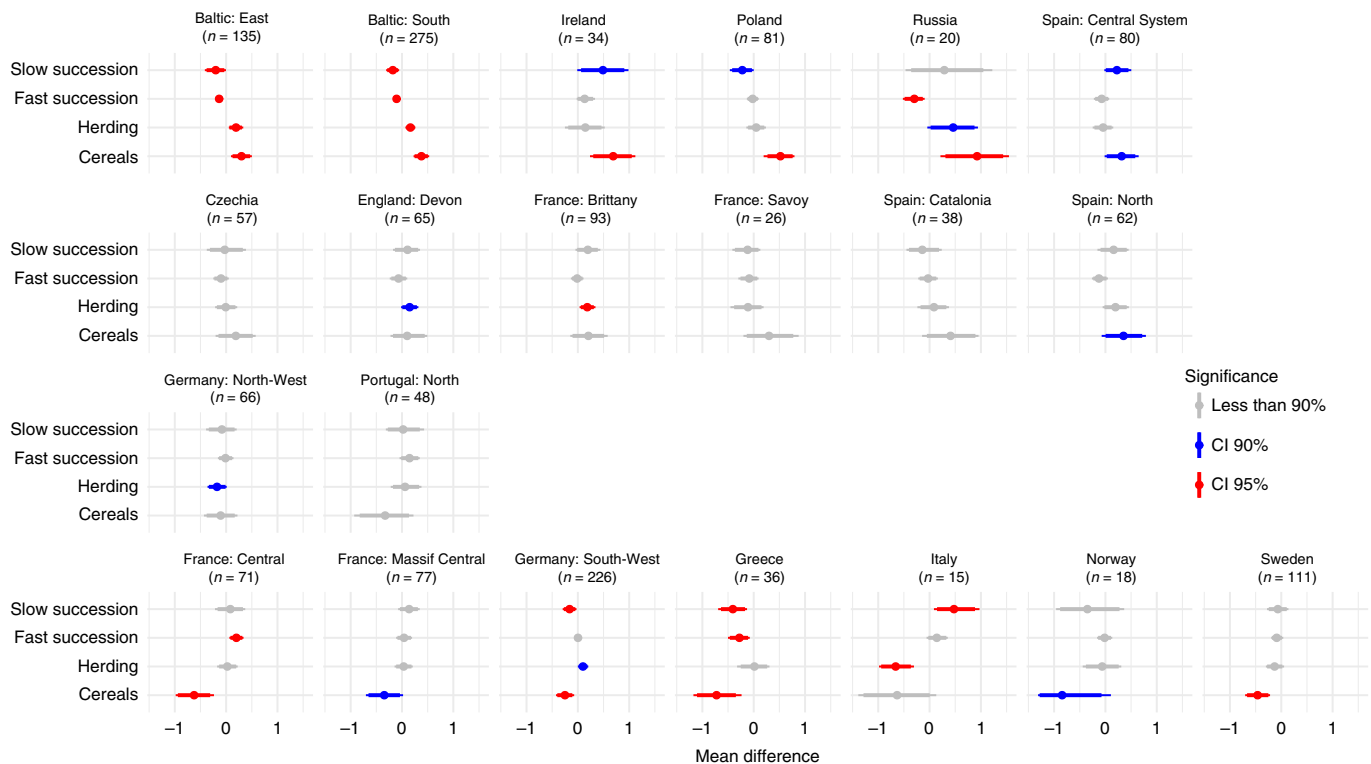 Baltic: East
(n = 135)
Baltic: South
(n = 275)
Ireland
(n = 34)
Poland
(n = 81)
Russia
(n = 20)
Spain: Central System
(n = 80)
Slow succession
Fast succession
Herding
Cereals
Czechia
(n = 57)
England: Devon
(n = 65)
France: Brittany
(n = 93)
France: Savoy
(n = 26)
Spain: Catalonia
(n = 38)
Spain: North
(n = 62)
Slow succession
Fast succession
Herding
Cereals
Germany: North-West
(n = 66)
Portugal: North
(n = 48)
Slow succession
Fast succession
Herding
Cereals
Significance
Less than 90%
CI 90%
CI 95%
France: Central
(n = 71)
France: Massif Central
(n = 77)
Germany: South-West
(n = 226)
Greece
(n = 36)
Italy
(n = 15)
Norway
(n = 18)
Sweden
(n = 111)
Slow succession
Fast succession
Herding
Cereals
−1 0 1 −1 0 1 −1 0 1 −1 0 1 −1 0 1 −1 0 1 −1 0 1
Mean difference